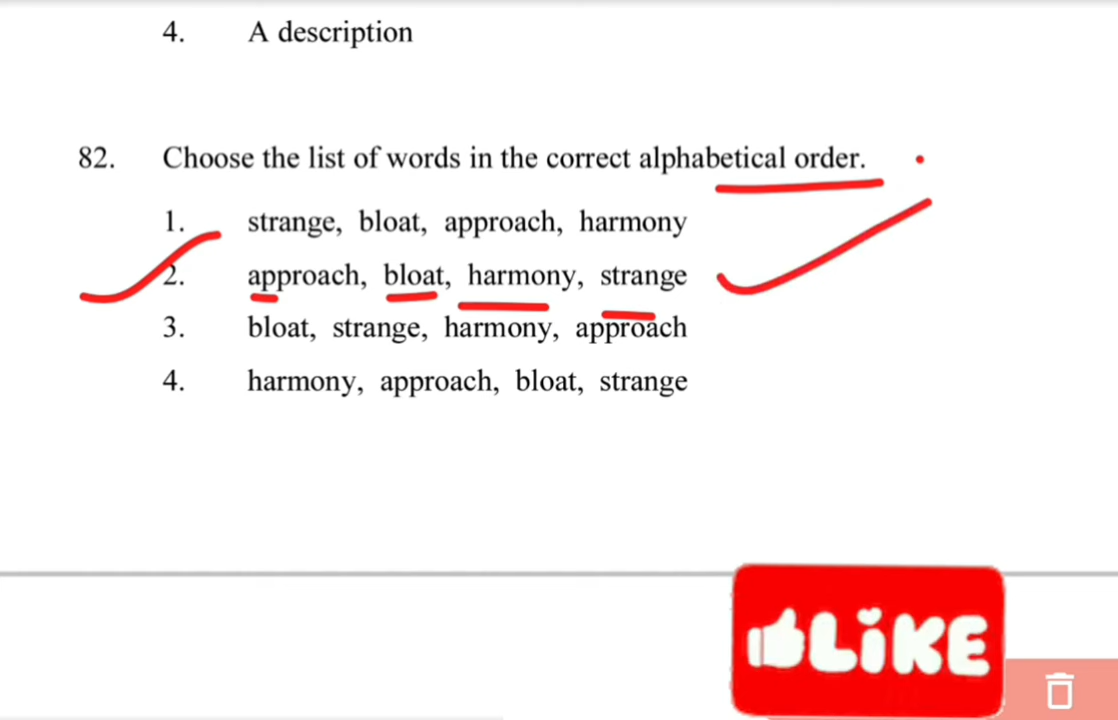 4. A description
82. Choose the list of words in the correct alphabetical order.
1. strange, bloat, approach, harmony
2. approach, bloat, harmony, strange
3. bloat, strange, harmony, approach
4. harmony, approach, bloat, strange
LiKE